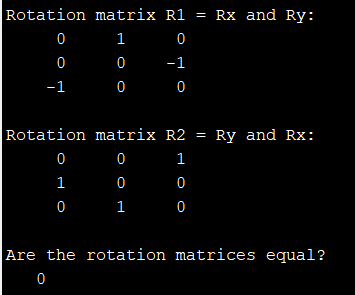 Rotation matrix R1 = Rx and Ry:
0 1 0
0 0 -1
-1 0 0
Rotation matrix R2 = Ry and Rx:
0 0 1
1 0 0
0 1 0
Are the rotation matrices equal?
0